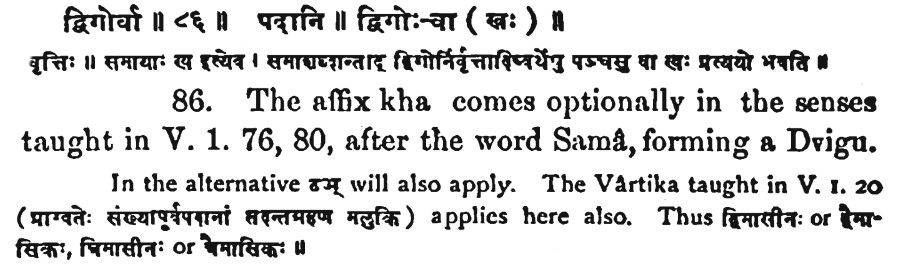 द्विगोर्वा ॥ ८६ ॥ पदानि ॥ द्विगोः-वा ( खः ) ॥
वृत्तिः ॥ समायाः ख इत्येव । समाशब्दान्ताद् द्विगोर्निर्वृत्तादिष्वर्थेषु पञ्चसु वा खः प्रत्ययो भवति ॥
86. The affix kha comes optionally in the senses
taught in V. 1. 76, 80, after the word Samâ, forming a Dvigu.
In the alternative ठञ् will also apply. The Vârtika taught in V. 1. 20
( प्राग्वतेः संख्यापूर्वपदानां तदन्तग्रहण मलुकि ) applies here also. Thus द्विमासीनः or द्वैमा-
सिकः, त्रिमासीनः or त्रैमासिकः ॥